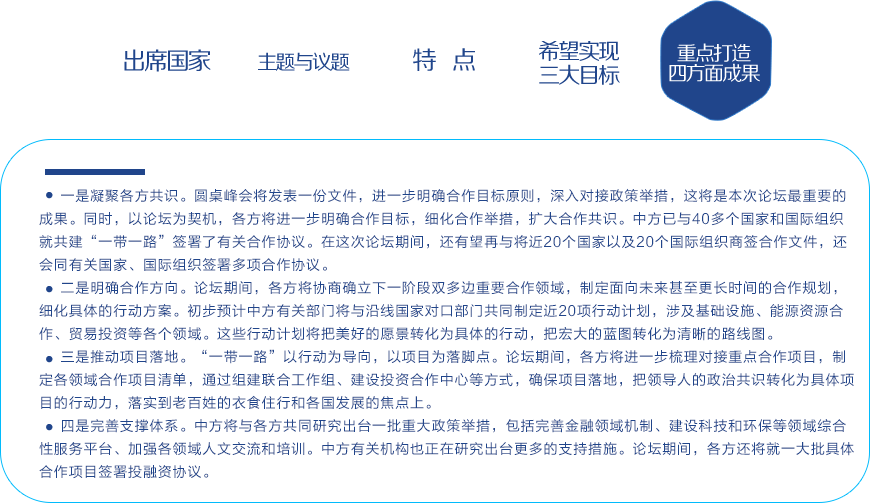 出席国家
主题与议题
特 点
希望实现
三大目标
重点打造
四方面成果
● 一是凝聚各方共识。圆桌峰会将发表一份文件，进一步明确合作目标原则，深入对接政策举措，这将是本次论坛最重要的
成果。同时，以论坛为契机，各方将进一步明确合作目标，细化合作举措，扩大合作共识。中方已与40多个国家和国际组织
就共建“一带一路”签署了有关合作协议。在这次论坛期间，还有望再与将近20个国家以及20个国际组织商签合作文件，还
会同有关国家、国际组织签署多项合作协议。
● 二是明确合作方向。论坛期间，各方将协商确立下一阶段双多边重要合作领域，制定面向未来甚至更长时间的合作规划，
细化具体的行动方案。初步预计中方有关部门将与沿线国家对口部门共同制定近20项行动计划，涉及基础设施、能源资源合
作、贸易投资等各个领域。这些行动计划将把美好的愿景转化为具体的行动，把宏大的蓝图转化为清晰的路线图。
● 三是推动项目落地。“一带一路”以行动为导向，以项目为落脚点。论坛期间，各方将进一步梳理对接重点合作项目，制
定各领域合作项目清单，通过组建联合工作组、建设投资合作中心等方式，确保项目落地，把领导人的政治共识转化为具体项
目的行动力，落实到老百姓的衣食住行和各国发展的焦点上。
● 四是完善支撑体系。中方将与各方共同研究出台一批重大政策举措，包括完善金融领域机制、建设科技和环保等领域综合
性服务平台、加强各领域人文交流和培训。中方有关机构也正在研究出台更多的支持措施。论坛期间，各方还将就一大批具体
合作项目签署投融资协议。